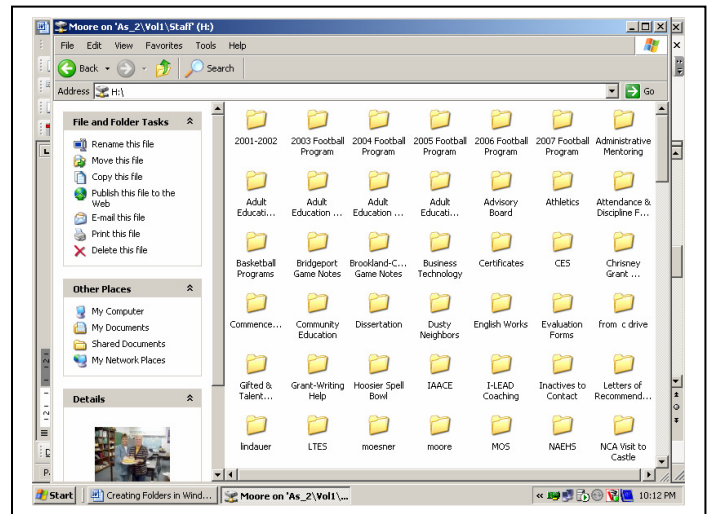 Moore on 'As_2\Vol1\Staff' (H:)
File Edit View Favorites Tools Help
Back Search
Address H:\ Go
File and Folder Tasks
Rename this file
Move this file
Copy this file
Publish this file to the
Web
E-mail this file
Print this file
Delete this file
Other Places
My Computer
My Documents
Shared Documents
My Network Places
Details
2001-2002 2003 Football Program 2004 Football Program 2005 Football Program 2006 Football Program 2007 Football Program Administrative Mentoring
Adult Educati... Adult Education ... Adult Education ... Adult Educati... Advisory Board Athletics Attendance & Discipline F...
Basketball Programs Bridgeport Game Notes Brookland-C... Game Notes Business Technology Certificates CES Chrisney Grant ...
Commence... Community Education Dissertation Dusty Neighbors English Works Evaluation Forms from c drive
Gifted & Talent... Grant-Writing Help Hoosier Spell Bowl IAACE I-LEAD Coaching Inactives to Contact Letters of Recommend...
lindauer LTES moesner moore MOS NAEHS NCA Visit to Castle
Start Creating Folders in Wind... Moore on 'As_2\Vol1\... 10:12 PM